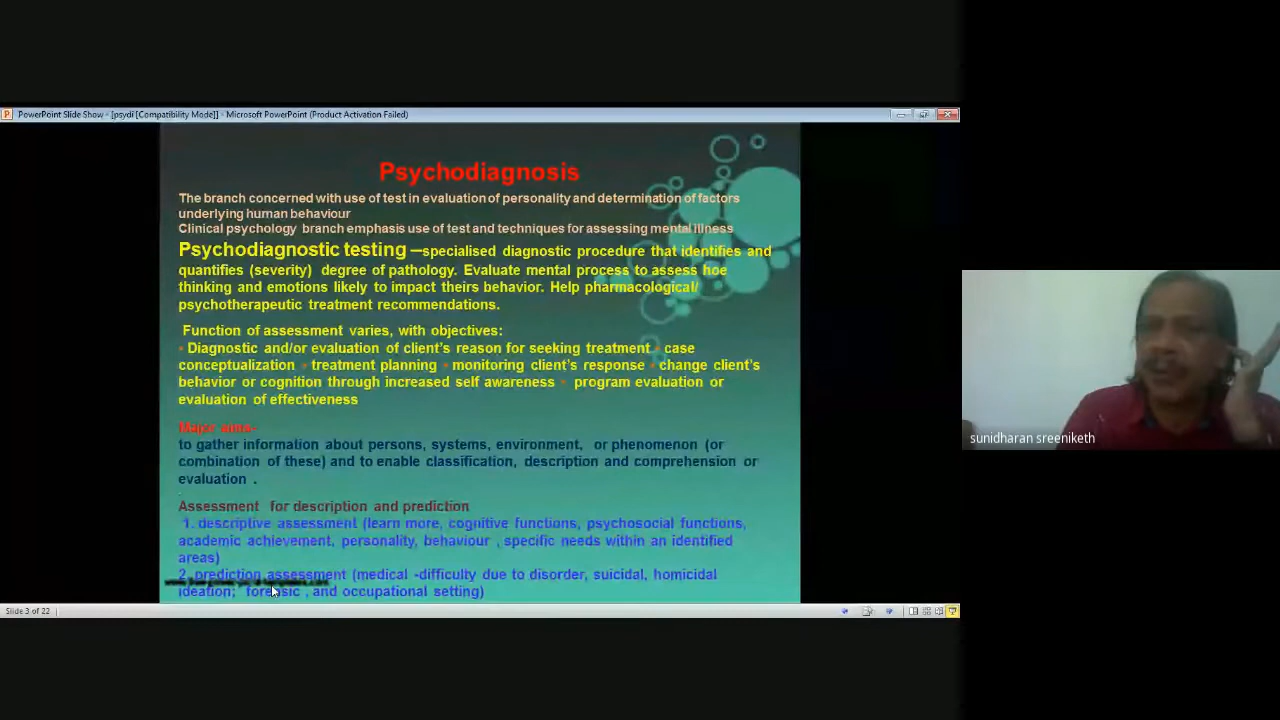 PowerPoint Slide Show - [psydi [Compatibility Mode]] - Microsoft PowerPoint (Product Activation Failed)
Psychodiagnosis
The branch concerned with use of test in evaluation of personality and determination of factors
underlying human behaviour
Clinical psychology branch emphasis use of test and techniques for assessing mental illness
Psychodiagnostic testing –specialised diagnostic procedure that identifies and
quantifies (severity) degree of pathology. Evaluate mental process to assess hoe
thinking and emotions likely to impact theirs behavior. Help pharmacological/
psychotherapeutic treatment recommendations.
Function of assessment varies, with objectives:
• Diagnostic and/or evaluation of client's reason for seeking treatment • case
conceptualization • treatment planning • monitoring client's response • change client's
behavior or cognition through increased self awareness • program evaluation or
evaluation of effectiveness
Major aims-
to gather information about persons, systems, environment, or phenomenon (or
combination of these) and to enable classification, description and comprehension or
evaluation .
Assessment for description and prediction
1. descriptive assessment (learn more, cognitive functions, psychosocial functions,
academic achievement, personality, behaviour , specific needs within an identified
areas)
2. prediction assessment (medical -difficulty due to disorder, suicidal, homicidal
ideation; forensic , and occupational setting)
Slide 3 of 22
sunidharan sreeniketh